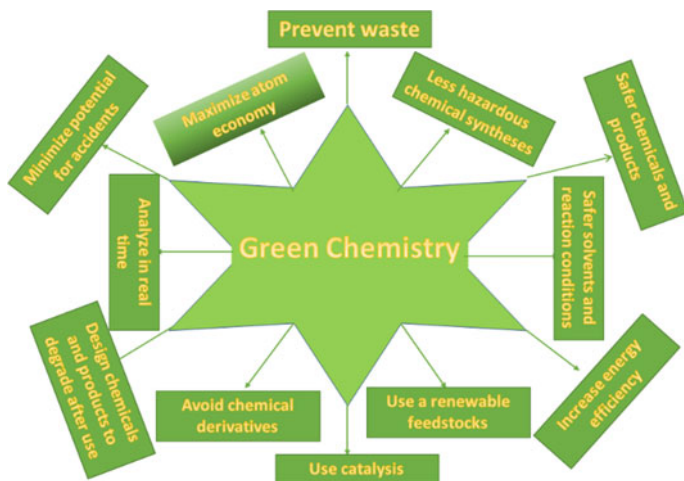 Prevent waste
Maximize atom
economy
Less hazardous
chemical syntheses
Minimize potential
for accidents
Safer chemicals and
products
Analyze in real
time
Green Chemistry
Safer solvents and
reaction conditions
Design chemicals
and products to
degrade after use
Avoid chemical
derivatives
Use a renewable
feedstocks
Increase energy
efficiency
Use catalysis